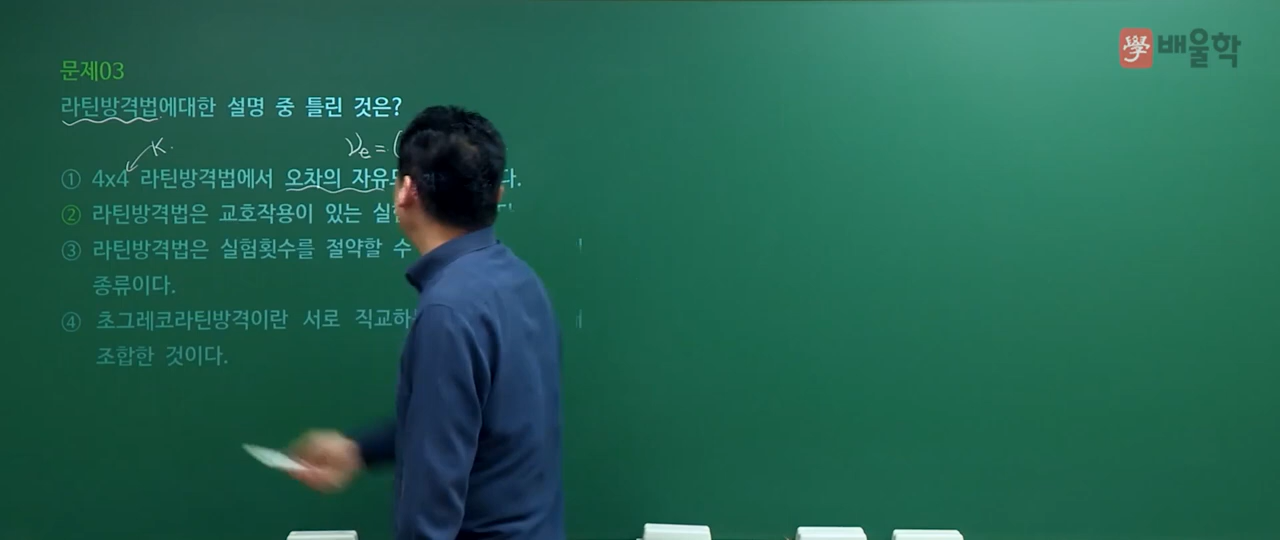 學 배울학
문제03
라틴방격법에대한 설명 중 틀린 것은?
K. νe = (
① 4x4 라틴방격법에서 오차의 자유 다.
② 라틴방격법은 교호작용이 있는
③ 라틴방격법은 실험횟수를 절약할 수
종류이다.
④ 초그레코라틴방격이란 서로
조합한 것이다.